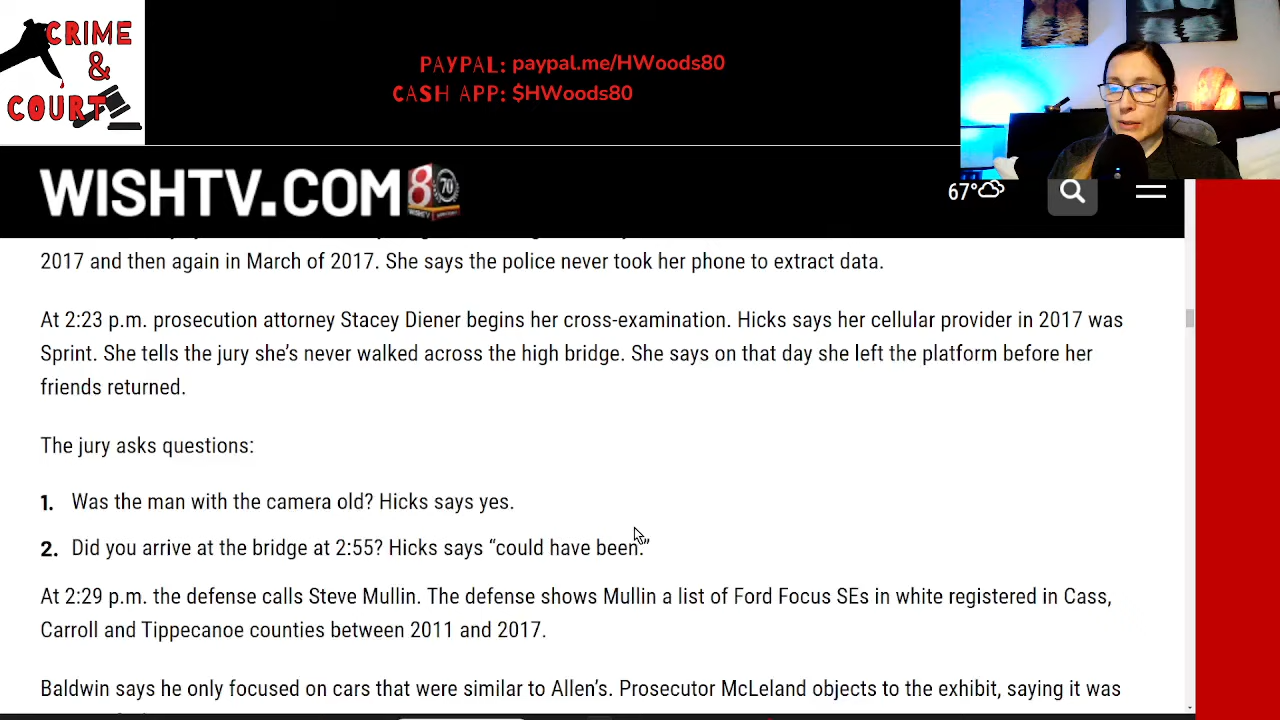 CRIME
&
COURT
PAYPAL: paypal.me/HWoods80
CASH APP: $HWoods80
WISHTV.COM 8 70
67°
2017 and then again in March of 2017. She says the police never took her phone to extract data.
At 2:23 p.m. prosecution attorney Stacey Diener begins her cross-examination. Hicks says her cellular provider in 2017 was
Sprint. She tells the jury she’s never walked across the high bridge. She says on that day she left the platform before her
friends returned.
The jury asks questions:
1. Was the man with the camera old? Hicks says yes.
2. Did you arrive at the bridge at 2:55? Hicks says “could have been.”
At 2:29 p.m. the defense calls Steve Mullin. The defense shows Mullin a list of Ford Focus SEs in white registered in Cass,
Carroll and Tippecanoe counties between 2011 and 2017.
Baldwin says he only focused on cars that were similar to Allen’s. Prosecutor McLeland objects to the exhibit, saying it was